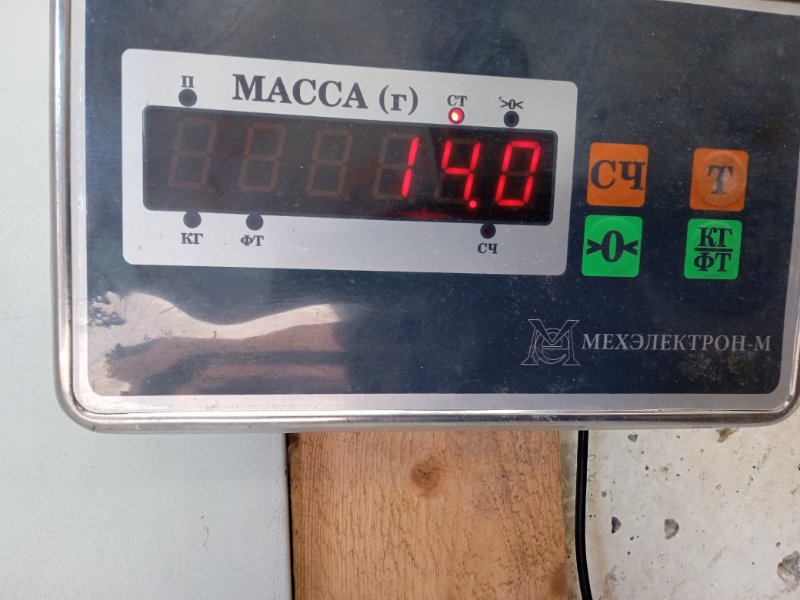 П
МАССА (г)
СТ
>0<
14.0
КГ
ФТ
СЧ
СЧ
Т
>0<
КГ
ФТ
МЕХЭЛЕКТРОН-М